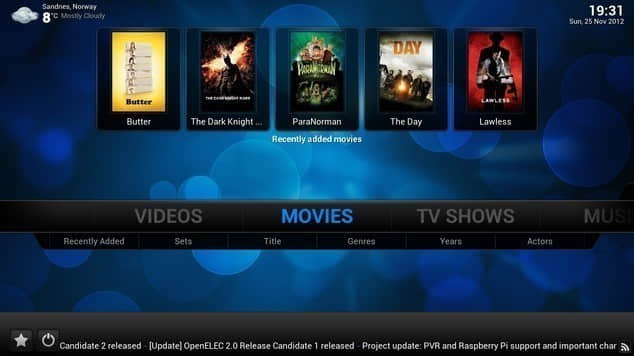 Sandnes, Norway
8°C Mostly Cloudy
19:31
Sun, 25 Nov 2012
Butter
THE DARK KNIGHT RISES
PARANORMAN
DAY
LAWLESS
Butter
The Dark Knight ...
ParaNorman
The Day
Lawless
Recently added movies
VIDEOS
MOVIES
TV SHOWS
MUSI
Recently Added
Sets
Title
Genres
Years
Actors
Candidate 2 released - [Update] OpenELEC 2.0 Release Candidate 1 released - Project update: PVR and Raspberry Pi support and important char